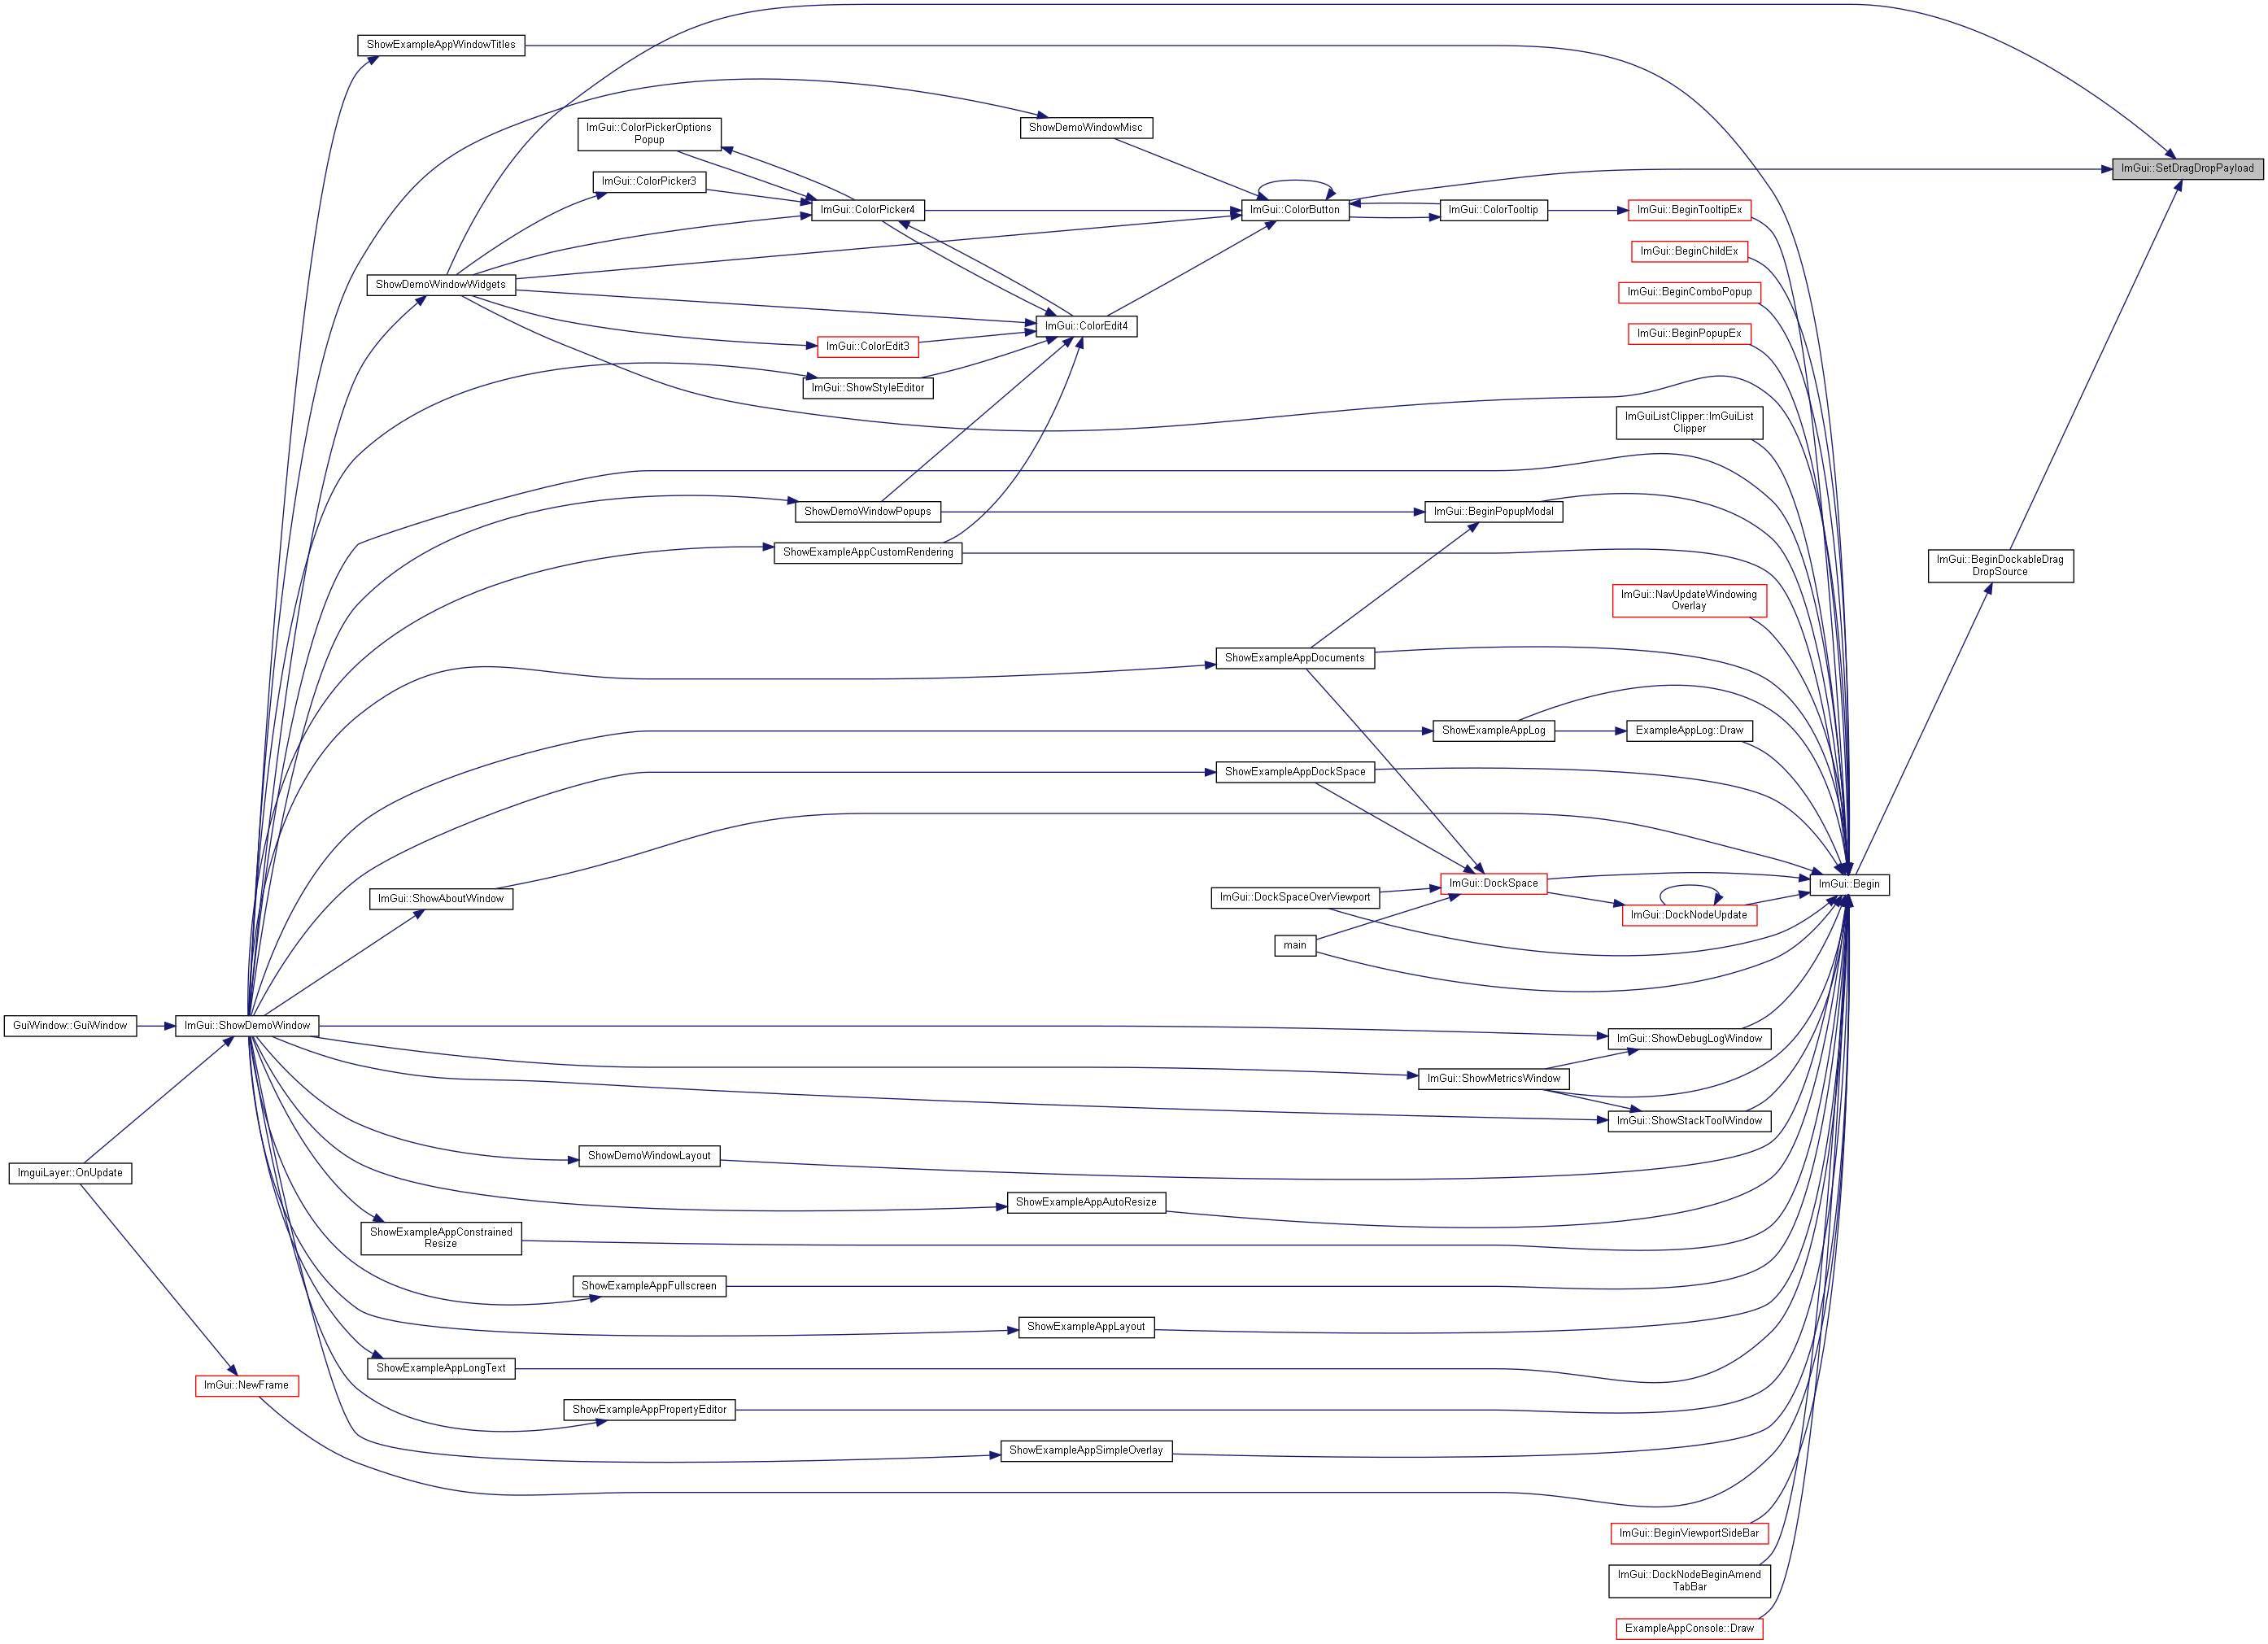 ShowExampleAppWindowTitles
ShowDemoWindowMisc
ImGui::ColorPickerOptions
Popup
ImGui::SetDragDropPayload
ImGui::ColorPicker3
ImGui::ColorPicker4
ImGui::ColorButton
ImGui::ColorTooltip
ImGui::BeginTooltipEx
ImGui::BeginChildEx
ShowDemoWindowWidgets
ImGui::BeginComboPopup
ImGui::ColorEdit4
ImGui::BeginPopupEx
ImGui::ColorEdit3
ImGui::ShowStyleEditor
ImGuiListClipper::ImGuiList
Clipper
ShowDemoWindowPopups
ImGui::BeginPopupModal
ShowExampleAppCustomRendering
ImGui::BeginDockableDrag
DropSource
ImGui::NavUpdateWindowing
Overlay
ShowExampleAppDocuments
ShowExampleAppLog
ExampleAppLog::Draw
ShowExampleAppDockSpace
ImGui::DockSpace
ImGui::Begin
ImGui::ShowAboutWindow
ImGui::DockSpaceOverViewport
ImGui::DockNodeUpdate
main
GuiWindow::GuiWindow
ImGui::ShowDemoWindow
ImGui::ShowDebugLogWindow
ImGui::ShowMetricsWindow
ImGui::ShowStackToolWindow
ShowDemoWindowLayout
ImguiLayer::OnUpdate
ShowExampleAppAutoResize
ShowExampleAppConstrained
Resize
ShowExampleAppFullscreen
ShowExampleAppLayout
ShowExampleAppLongText
ImGui::NewFrame
ShowExampleAppPropertyEditor
ShowExampleAppSimpleOverlay
ImGui::BeginViewportSideBar
ImGui::DockNodeBeginAmend
TabBar
ExampleAppConsole::Draw